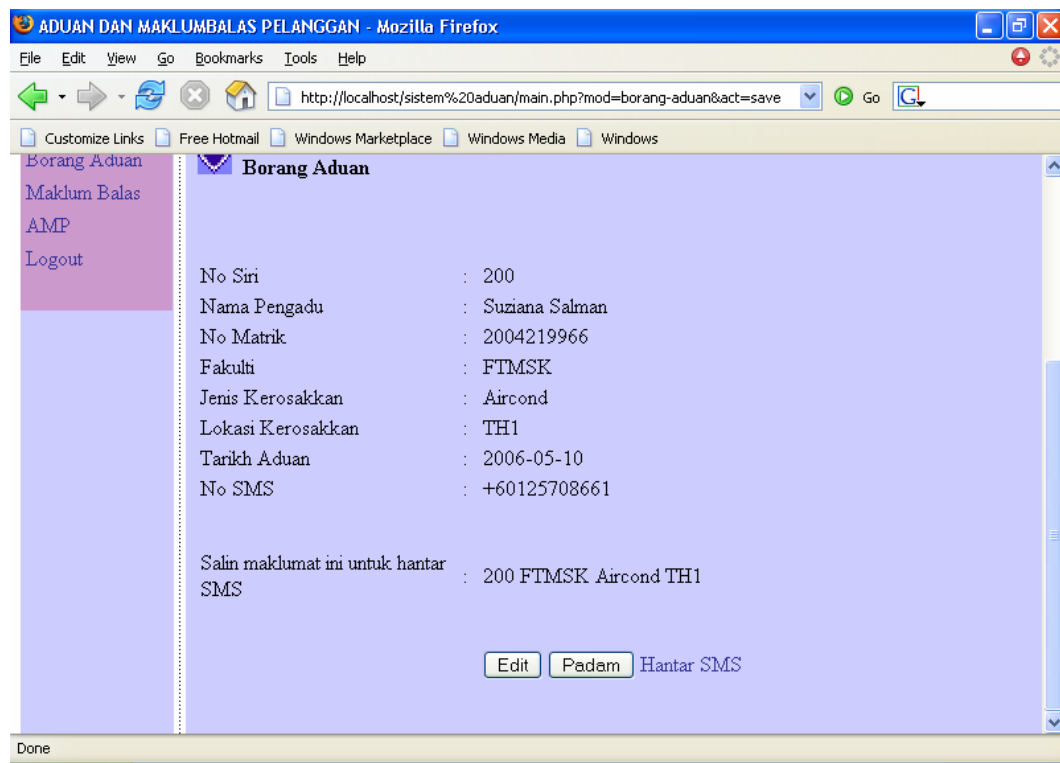 ADUAN DAN MAKLUMBALAS PELANGGAN - Mozilla Firefox
File Edit View Go Bookmarks Tools Help
http://localhost/sistem%20aduan/main.php?mod=borang-aduan&act=save Go G
Customize Links Free Hotmail Windows Marketplace Windows Media Windows
Borang Aduan
Maklum Balas
AMP
Logout
Borang Aduan
No Siri : 200
Nama Pengadu : Suziana Salman
No Matrik : 2004219966
Fakulti : FTMSK
Jenis Kerosakkan : Aircond
Lokasi Kerosakkan : TH1
Tarikh Aduan : 2006-05-10
No SMS : +60125708661
Salin maklumat ini untuk hantar
SMS : 200 FTMSK Aircond TH1
Edit Padam Hantar SMS
Done